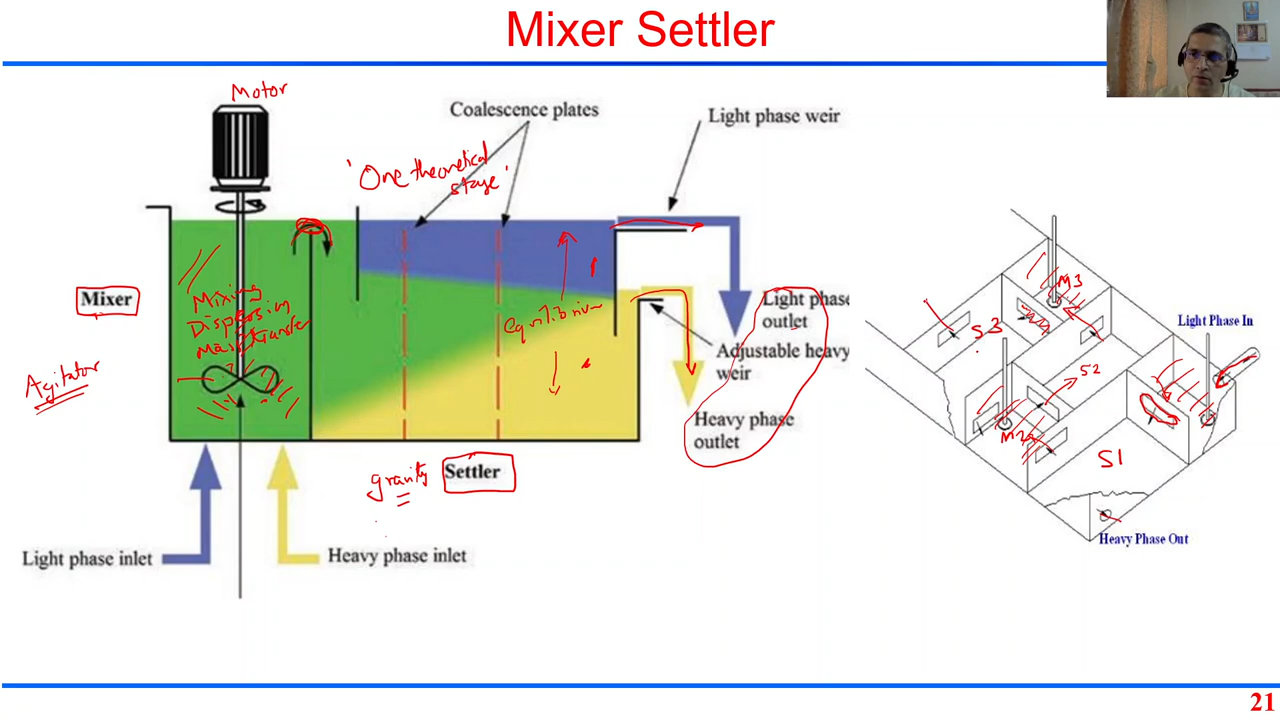 Mixer Settler
Motor
Coalescence plates
Light phase weir
'One theoretical
stage'
Mixer
Mixing
Dispersion
Mass transfer
equilibrium
Agitator
Light phase
outlet
Adjustable heavy
weir
Heavy phase
outlet
gravity
Settler
Light phase inlet
Heavy phase inlet
M3
Light Phase In
S3
S2
M2
S1
Heavy Phase Out
21